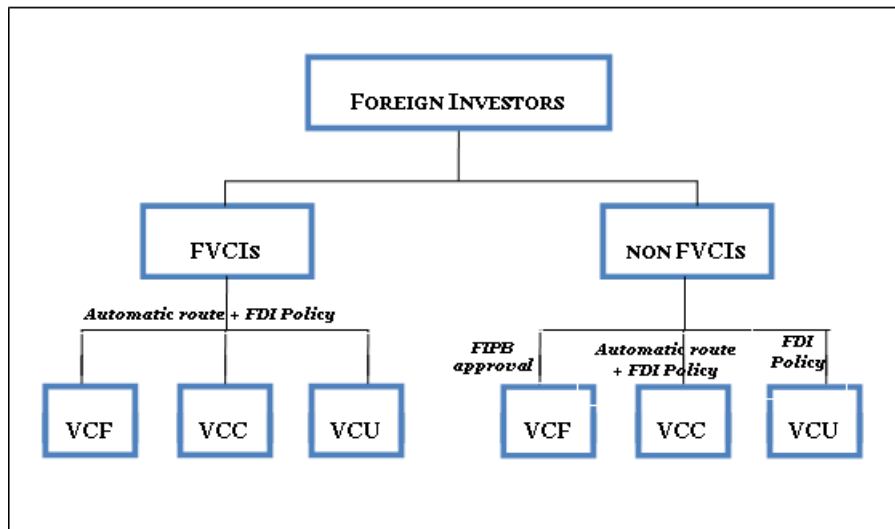 FOREIGN INVESTORS
FVCIs
NON FVCIs
Automatic route + FDI Policy
FIPB
approval
Automatic route
+ FDI Policy
FDI
Policy
VCF
VCC
VCU
VCF
VCC
VCU